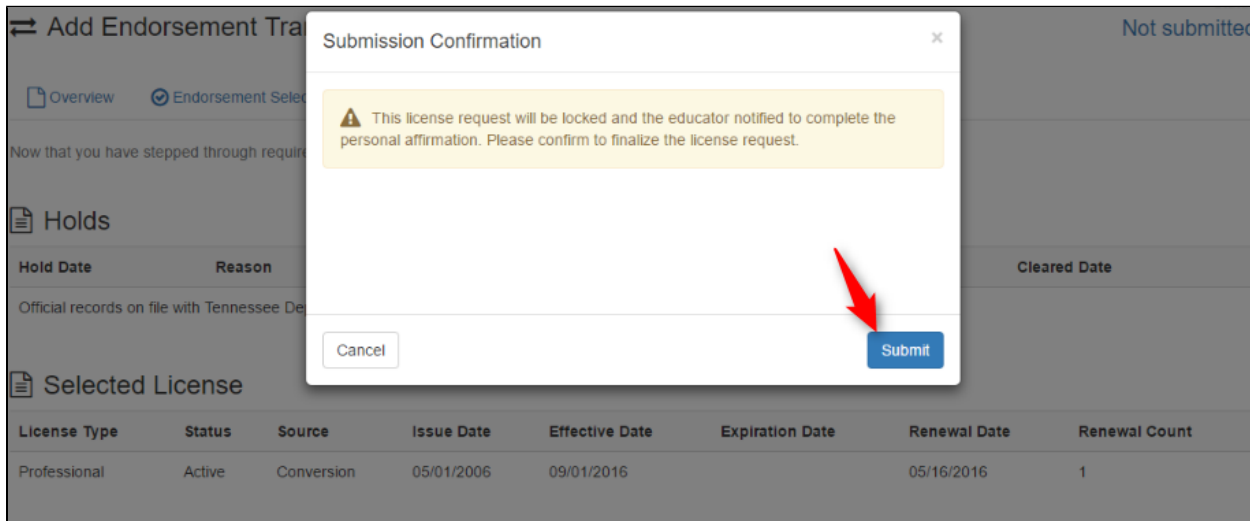 Add Endorsement Tra
Submission Confirmation
×
Not submitted
Overview
Endorsement Selec
This license request will be locked and the educator notified to complete the
personal affirmation. Please confirm to finalize the license request.
Now that you have stepped through require
Holds
Hold Date Reason Cleared Date
Official records on file with Tennessee De
Cancel
Submit
Selected License
License Type Status Source Issue Date Effective Date Expiration Date Renewal Date Renewal Count
Professional Active Conversion 05/01/2006 09/01/2016 05/16/2016 1